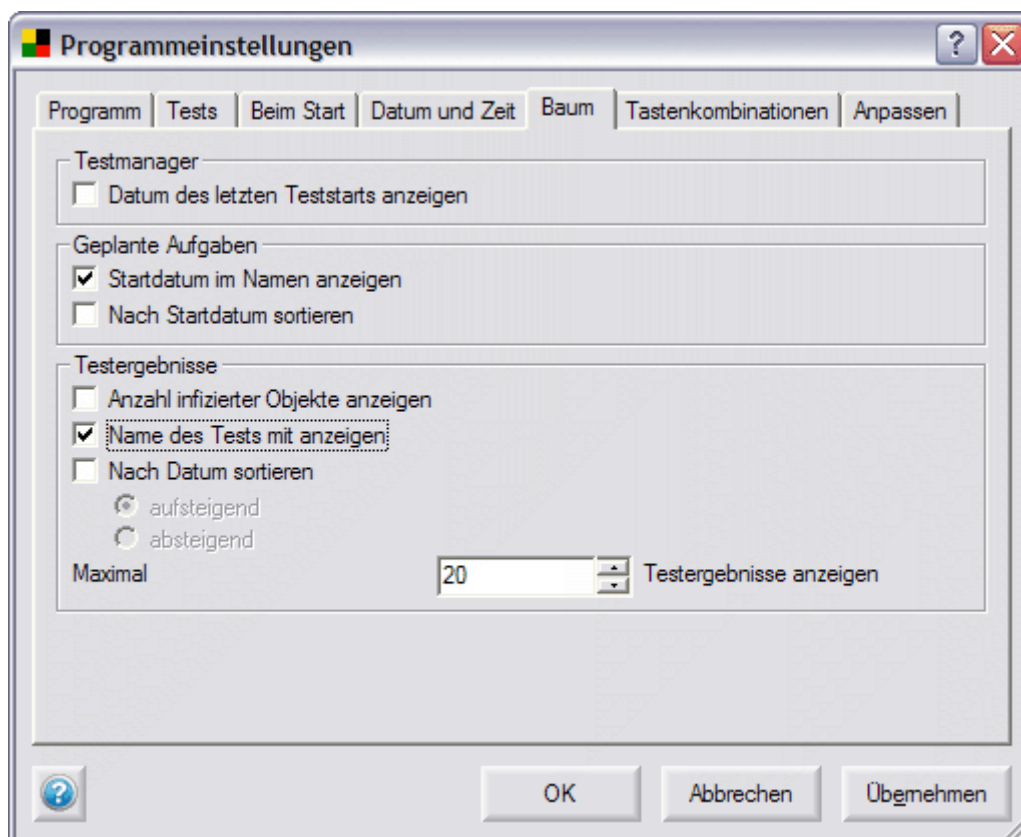 Programmeinstellungen
Programm Tests Beim Start Datum und Zeit Baum Tastenkombinationen Anpassen
Testmanager
Datum des letzten Teststarts anzeigen
Geplante Aufgaben
Startdatum im Namen anzeigen
Nach Startdatum sortieren
Testergebnisse
Anzahl infizierter Objekte anzeigen
Name des Tests mit anzeigen
Nach Datum sortieren
aufsteigend
absteigend
Maximal 20 Testergebnisse anzeigen
OK Abbrechen Übernehmen